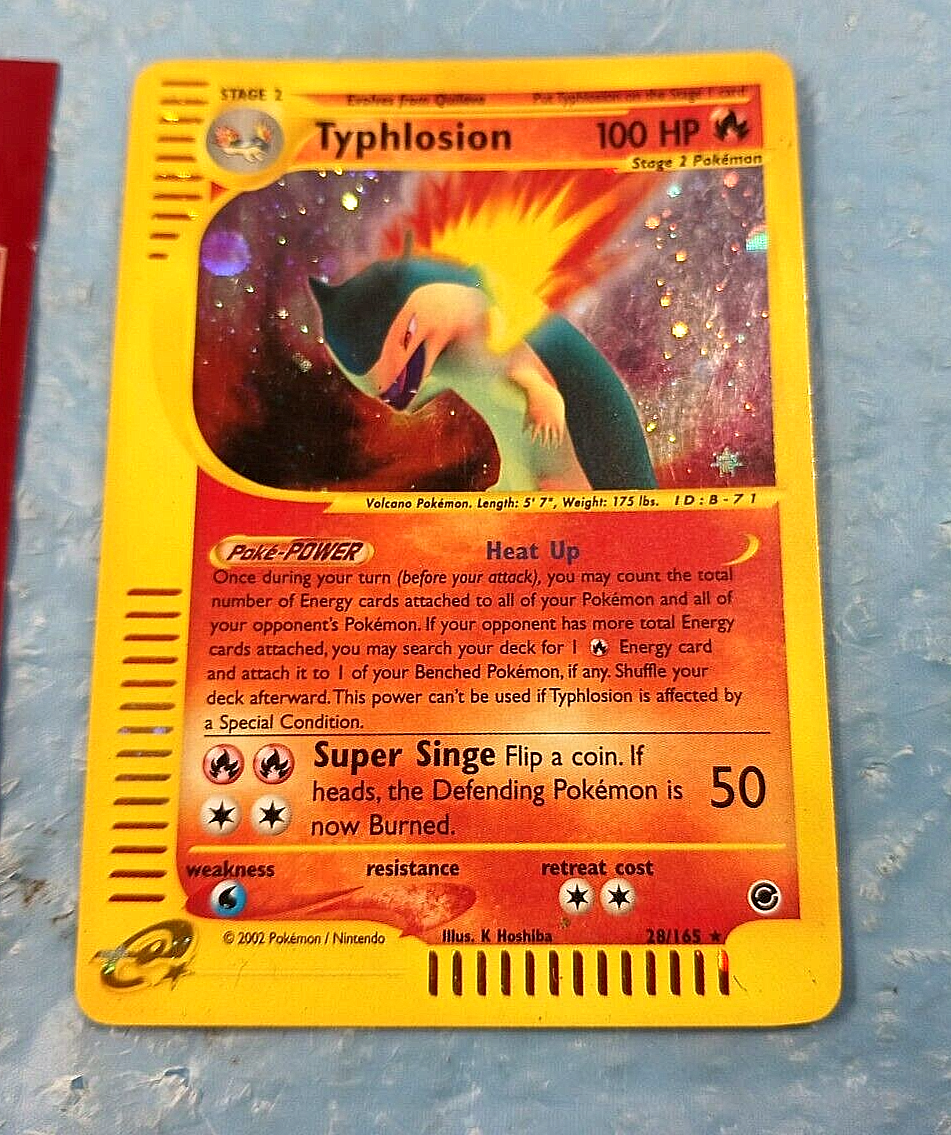 STAGE 2
Evolves from Quilava Put Typhlosion on the Stage 1 card
Typhlosion 100 HP
Stage 2 Pokémon
Volcano Pokémon. Length: 5' 7", Weight: 175 lbs. ID:B-71
Poké-POWER Heat Up
Once during your turn (before your attack), you may count the total
number of Energy cards attached to all of your Pokémon and all of
your opponent's Pokémon. If your opponent has more total Energy
cards attached, you may search your deck for 1 Energy card
and attach it to 1 of your Benched Pokémon, if any. Shuffle your
deck afterward. This power can't be used if Typhlosion is affected by
a Special Condition.
Super Singe Flip a coin. If
heads, the Defending Pokémon is 50
now Burned.
weakness resistance retreat cost
© 2002 Pokémon / Nintendo Illus. K Hoshiba 28/165 ★
e